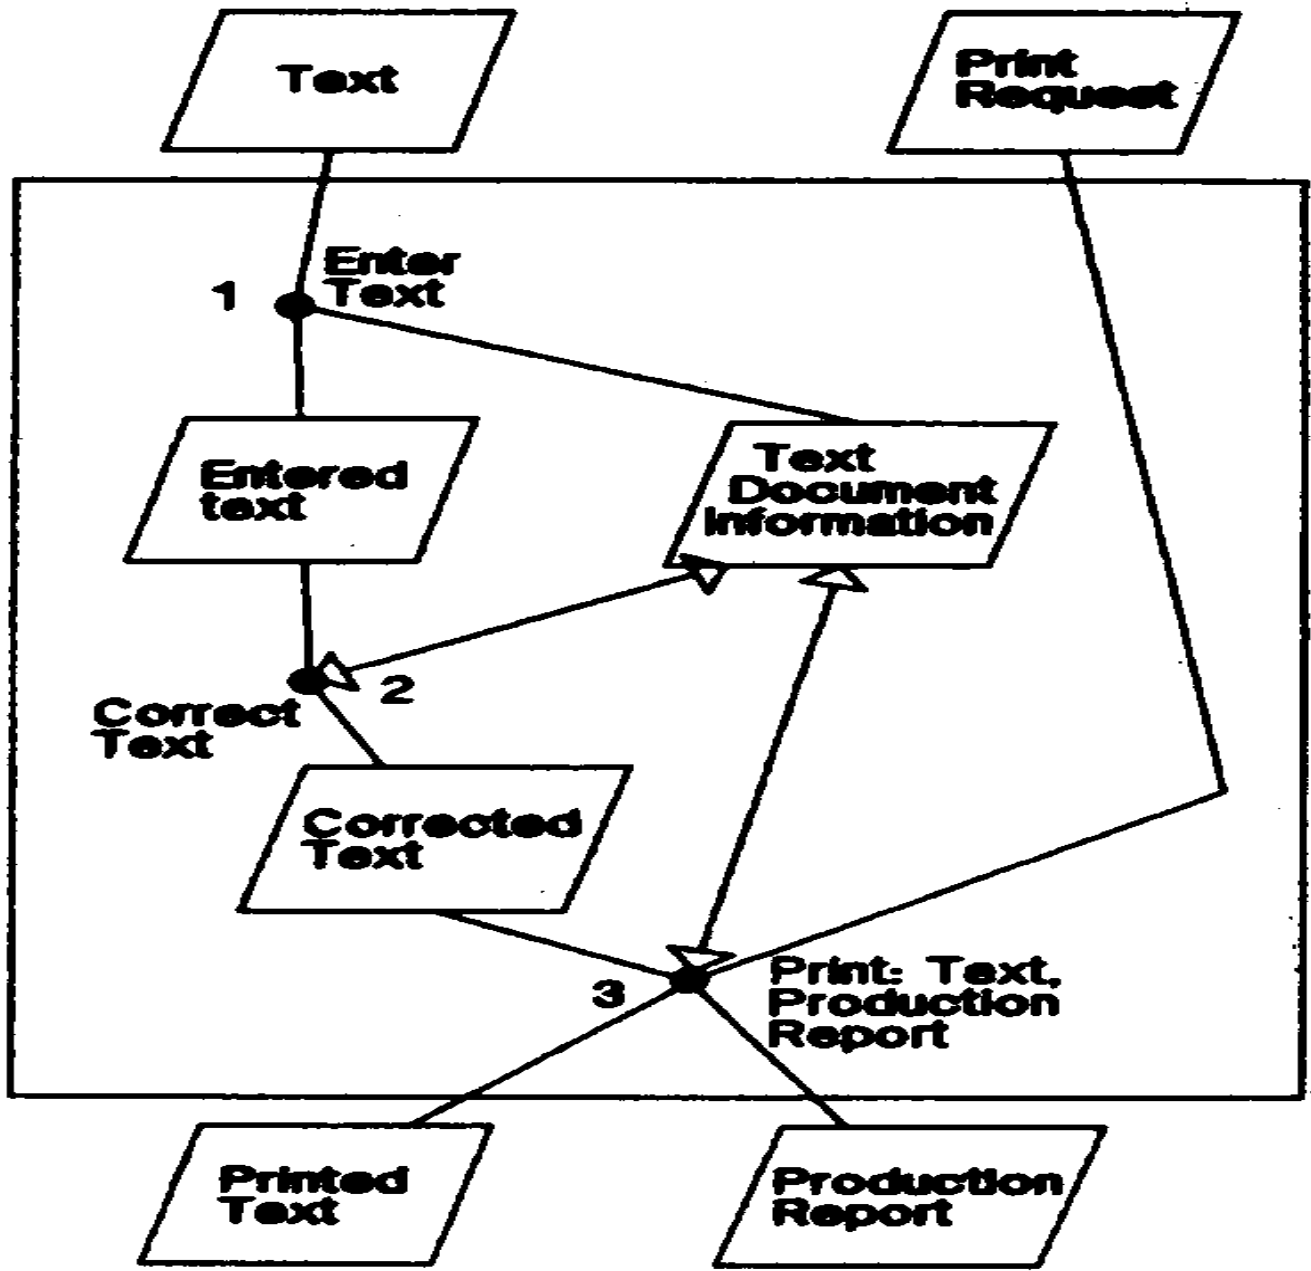 Text
Print
Request
Enter
Text
1
Entered
text
Text
Document
Information
2
Correct
Text
Corrected
Text
3
Print: Text,
Production
Report
Printed
Text
Production
Report